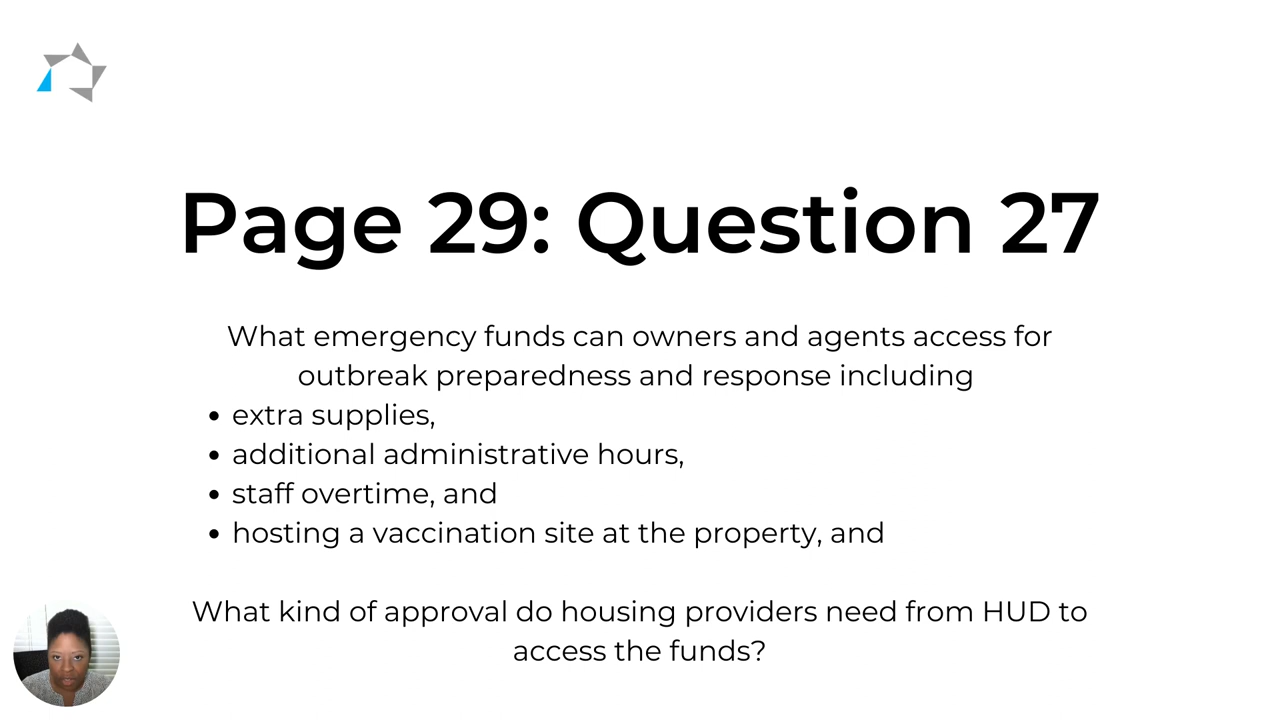 Page 29: Question 27
What emergency funds can owners and agents access for
outbreak preparedness and response including
• extra supplies,
• additional administrative hours,
• staff overtime, and
• hosting a vaccination site at the property, and
What kind of approval do housing providers need from HUD to
access the funds?